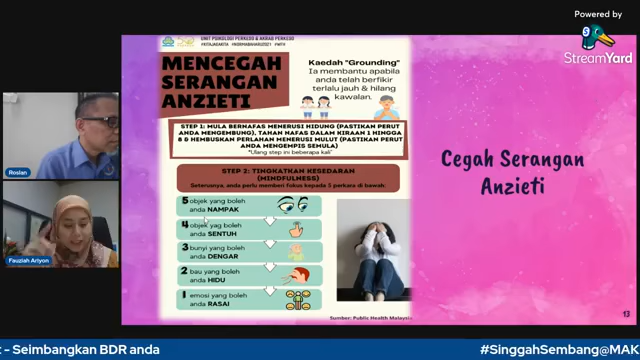 Powered by
StreamYard
UNIT PSIKOLOGI PERKESO & AKRAB PERKESO
MENCEGAH
SERANGAN
ANZIETI
Kaedah "Grounding"
Ia membantu apabila
anda telah berfikir
terlalu jauh & hilang
kawalan.
STEP 1: MULA BERNAFAS MENERUSI HIDUNG (PASTIKAN PERUT
ANDA MENGEMBUNG), TAHAN NAFAS DALAM KIRAAN 1 HINGGA
8 & HEMBUSKAN PERLAHAN MENERUSI MULUT (PASTIKAN PERUT
ANDA MENGEMPIS SEMULA)
"Ulang step ini beberapa kali"
STEP 2: TINGKATKAN KESEDARAN
(MINDFULNESS)
Seterusnya, anda perlu memberi fokus kepada 5 perkara di bawah:
5 objek yang boleh
anda NAMPAK
4 objek yag boleh
anda SENTUH
3 bunyi yang boleh
anda DENGAR
2 bau yang boleh
anda HIDU
1 emosi yang boleh
anda RASAI
Sumber: Public Health Malaysia
Cegah Serangan
Anzieti
13
Roslan
Fauziah Ariyon
- Seimbangkan BDR anda
#SinggahSembang@MAK